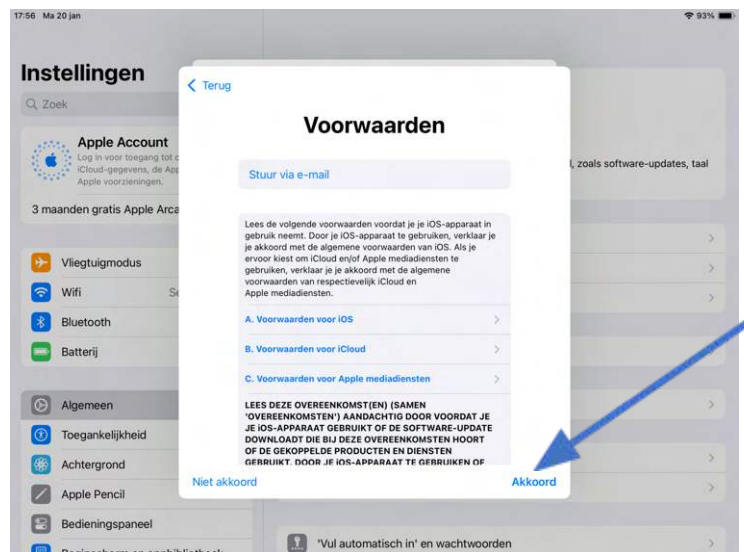 17:56 Ma 20 jan
93%
Instellingen
Zoek
Apple Account
Log in voor toegang tot
iCloud-gegevens, de
Apple voorzieningen.
3 maanden gratis Apple
Vliegtuigmodus
Wifi
Bluetooth
Batterij
Algemeen
Toegankelijkheid
Achtergrond
Apple Pencil
Bedieningspaneel
Terug
Voorwaarden
Stuur via e-mail
Lees de volgende voorwaarden voordat je je iOS-apparaat in
gebruik neemt. Door je iOS-apparaat te gebruiken, verklaar je
je akkoord met de algemene voorwaarden van iOS. Als je
ervoor kiest om iCloud en/of Apple mediadiensten te
gebruiken, verklaar je je akkoord met de algemene
voorwaarden van respectievelijk iCloud en
Apple mediadiensten.
A. Voorwaarden voor iOS
B. Voorwaarden voor iCloud
C. Voorwaarden voor Apple mediadiensten
LEES DEZE OVEREENKOMST(EN) (SAMEN
'OVEREENKOMSTEN') AANDACHTIG DOOR VOORDAT JE
JE iOS-APPARAAT GEBRUIKT OF DE SOFTWARE-UPDATE
DOWNLOADT DIE BIJ DEZE OVEREENKOMSTEN HOORT
OF DE GEKOPPELDE PRODUCTEN EN DIENSTEN
GEBRUIKT. DOOR JE iOS-APPARAAT TE GEBRUIKEN OF
Niet akkoord
Akkoord
zoals software-updates, taal
'Vul automatisch in' en wachtwoorden